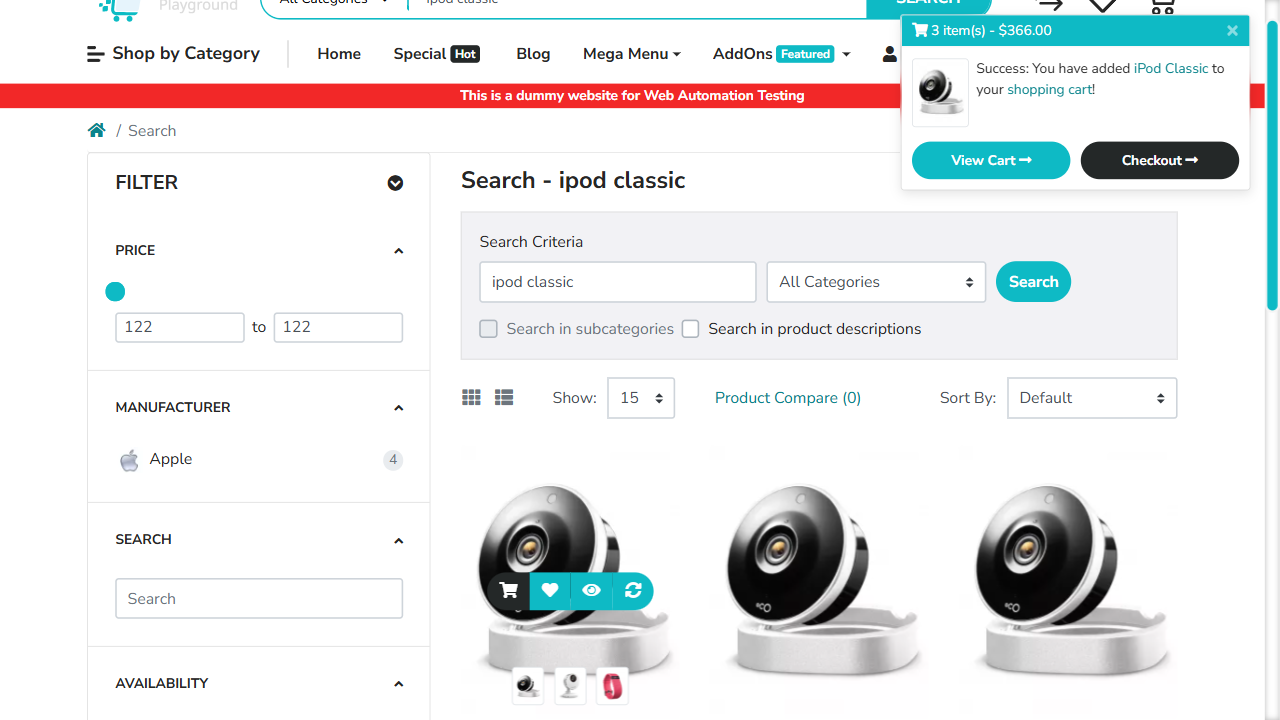 Playground
All Categories
ipod classic
SEARCH
3 item(s) - $366.00
×
Success: You have added iPod Classic to
your shopping cart!
View Cart
Checkout
Shop by Category
Home
Special Hot
Blog
Mega Menu
AddOns Featured
This is a dummy website for Web Automation Testing
/ Search
FILTER
PRICE
122 to 122
MANUFACTURER
Apple 4
SEARCH
Search
AVAILABILITY
Search - ipod classic
Search Criteria
ipod classic
All Categories
Search
Search in subcategories
Search in product descriptions
Show: 15
Product Compare (0)
Sort By: Default